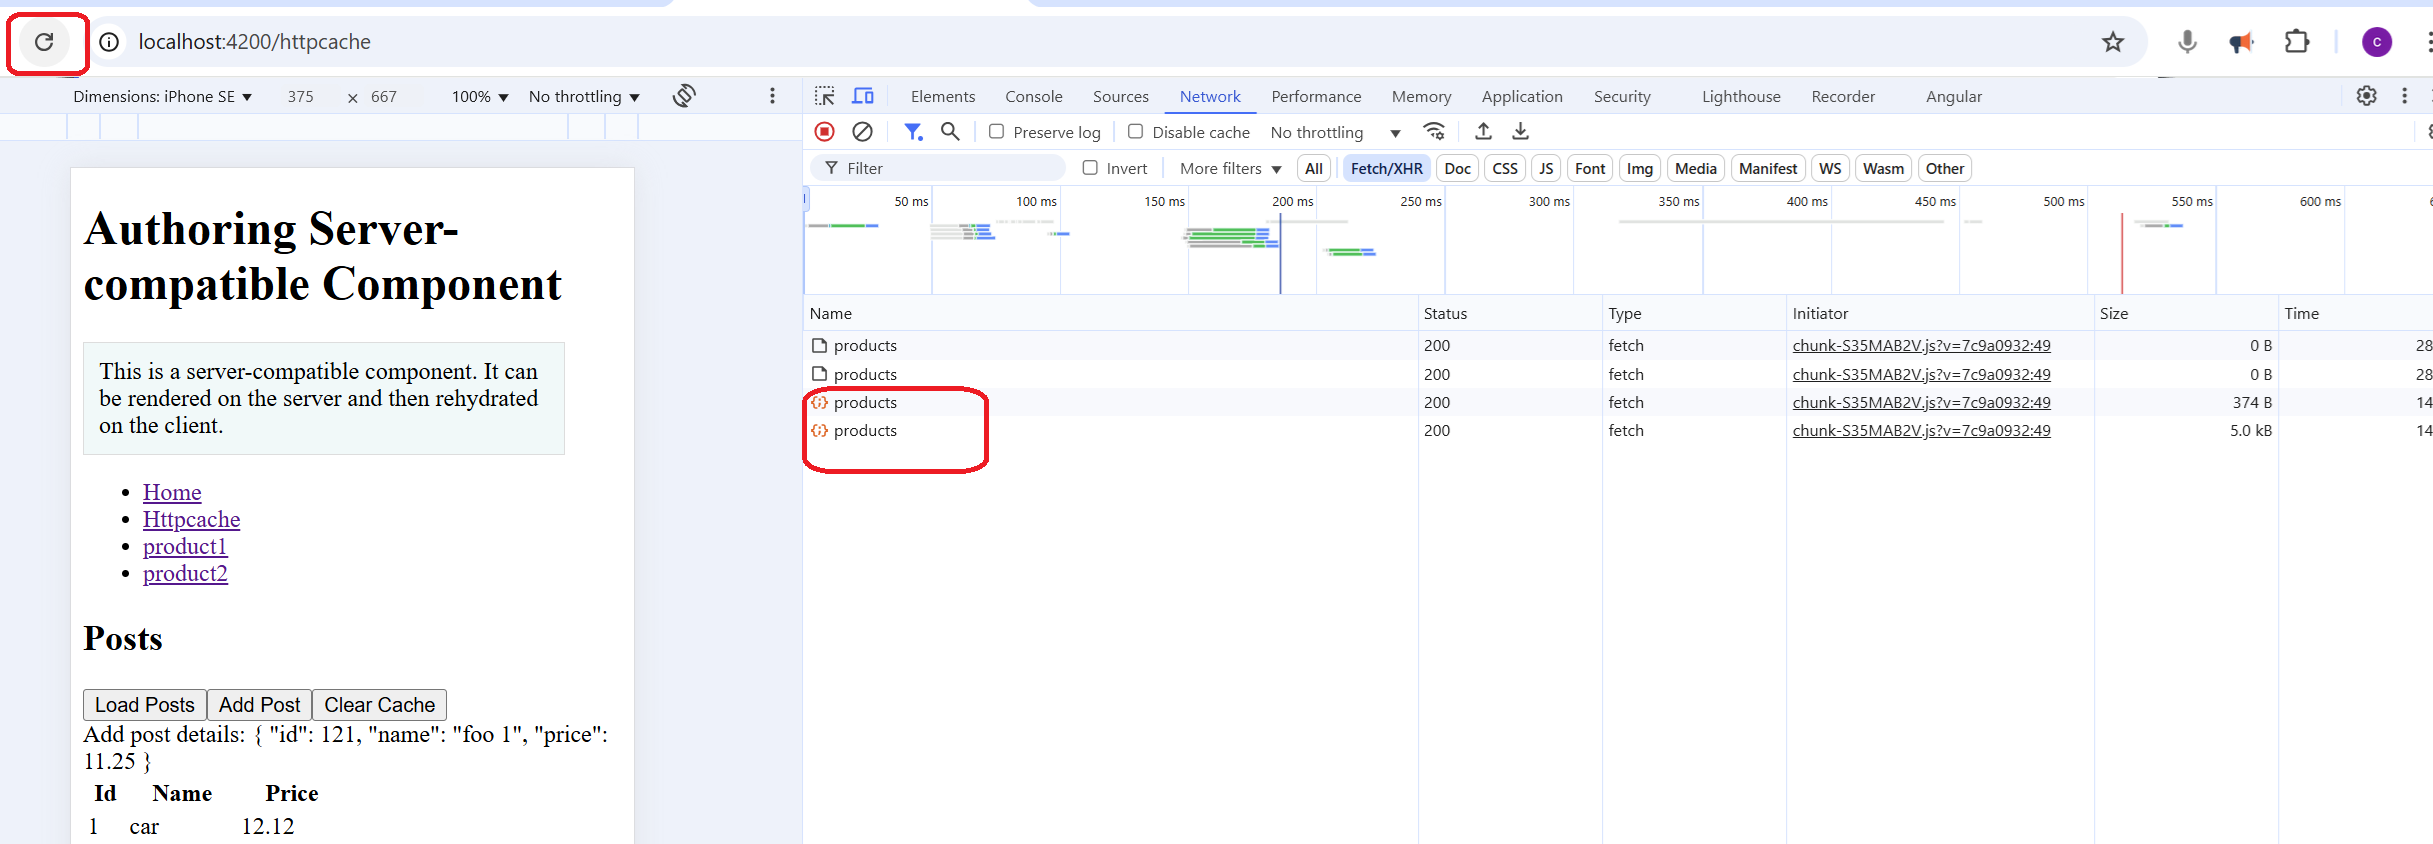 localhost:4200/httpcache
c
Dimensions: iPhone SE ▼ 375 × 667 100% ▼ No throttling ▼
Elements Console Sources Network Performance Memory Application Security Lighthouse Recorder Angular
Preserve log Disable cache No throttling ▼
Filter Invert More filters ▼ All Fetch/XHR Doc CSS JS Font Img Media Manifest WS Wasm Other
50 ms 100 ms 150 ms 200 ms 250 ms 300 ms 350 ms 400 ms 450 ms 500 ms 550 ms 600 ms
Name Status Type Initiator Size Time
products 200 fetch chunk-S35MAB2V.js?v=7c9a0932:49 0 B 28
products 200 fetch chunk-S35MAB2V.js?v=7c9a0932:49 0 B 28
products 200 fetch chunk-S35MAB2V.js?v=7c9a0932:49 374 B 14
products 200 fetch chunk-S35MAB2V.js?v=7c9a0932:49 5.0 kB 14
Authoring Server-
compatible Component
This is a server-compatible component. It can
be rendered on the server and then rehydrated
on the client.
• Home
• Httpcache
• product1
• product2
Posts
Load Posts Add Post Clear Cache
Add post details: { "id": 121, "name": "foo 1", "price":
11.25 }
Id Name Price
1 car 12.12